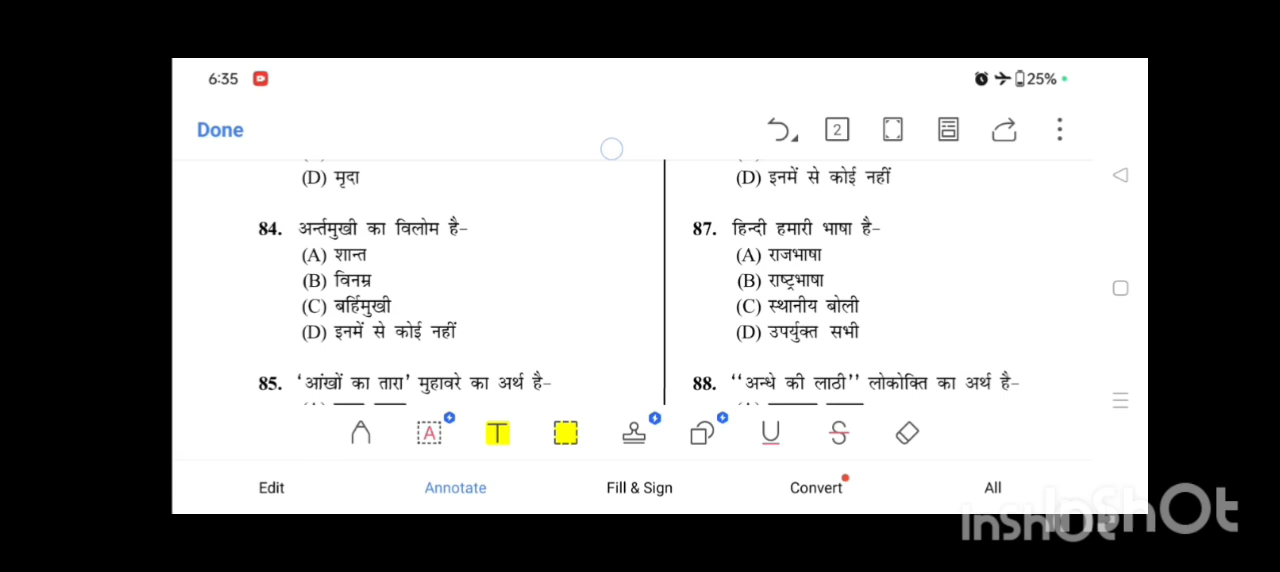 6:35
25%
Done
2
(D) मृदा
84. अर्न्तमुखी का विलोम है-
(A) शान्त
(B) विनम्र
(C) बर्हिमुखी
(D) इनमें से कोई नहीं
85. 'आंखों का तारा' मुहावरे का अर्थ है-
(D) इनमें से कोई नहीं
87. हिन्दी हमारी भाषा है-
(A) राजभाषा
(B) राष्ट्रभाषा
(C) स्थानीय बोली
(D) उपर्युक्त सभी
88. ‘‘अन्धे की लाठी’’ लोकोक्ति का अर्थ है-
A T U S
Edit Annotate Fill & Sign Convert All
InShOt InShOt